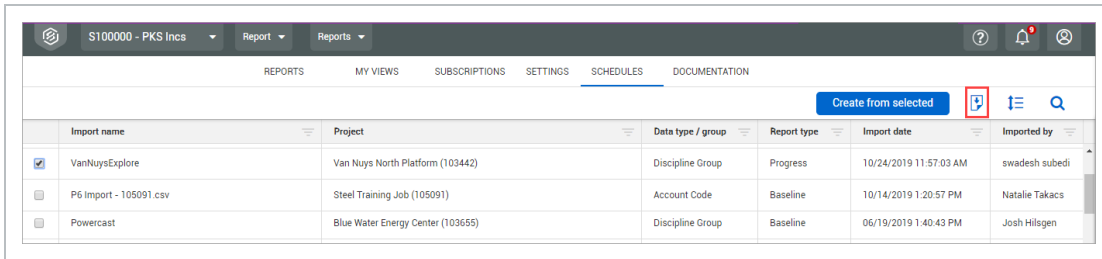 S100000 - PKS Incs Report Reports ? 9
REPORTS MY VIEWS SUBSCRIPTIONS SETTINGS SCHEDULES DOCUMENTATION
Create from selected
Import name Project Data type / group Report type Import date Imported by
VanNuysExplore Van Nuys North Platform (103442) Discipline Group Progress 10/24/2019 11:57:03 AM swadesh subedi
P6 Import - 105091.csv Steel Training Job (105091) Account Code Baseline 10/14/2019 1:20:57 PM Natalie Takacs
Powercast Blue Water Energy Center (103655) Discipline Group Baseline 06/19/2019 1:40:43 PM Josh Hilsgen